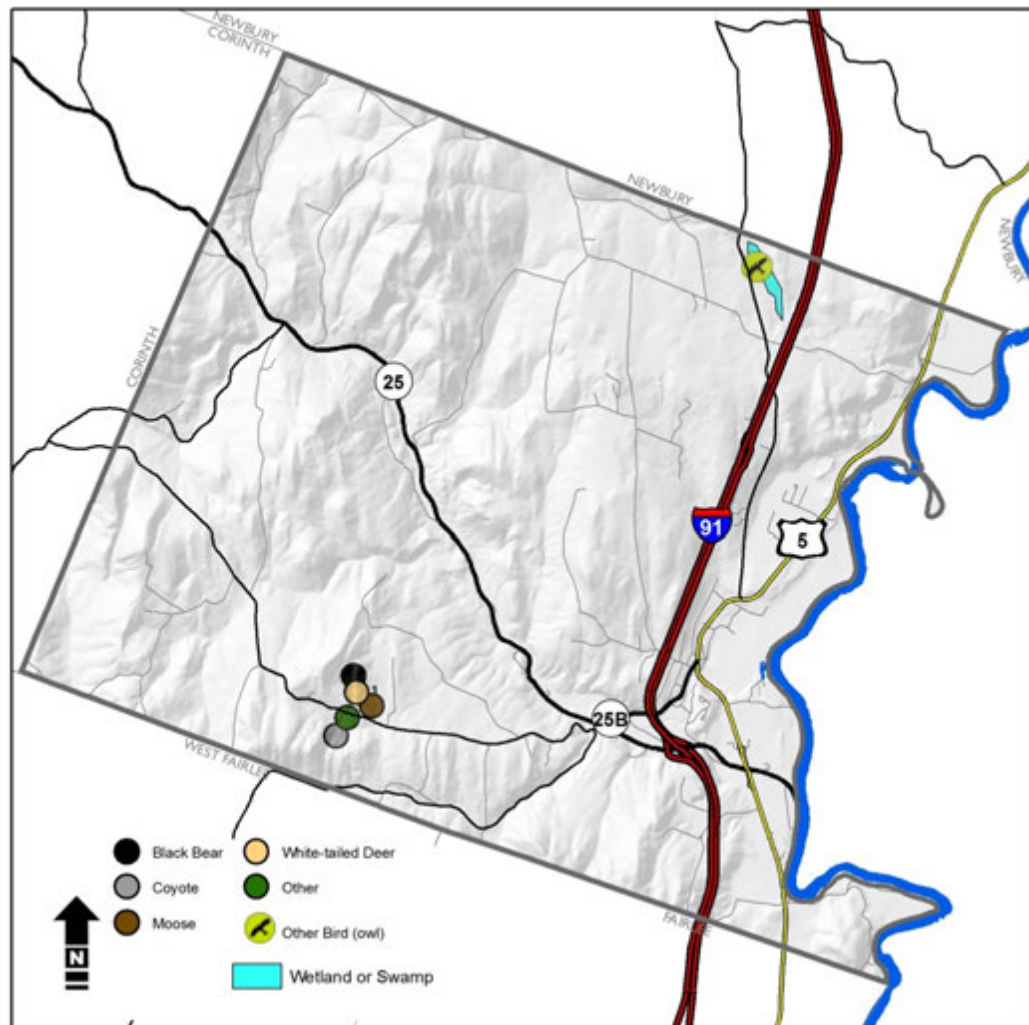 NEWBURY
CORINTH
NEWBURY
NEWBURY
CORINTH
25
91
5
25B
WEST FAIRLEE
FAIRLEE
Black Bear
White-tailed Deer
Coyote
Other
Moose
Other Bird (owl)
N
Wetland or Swamp